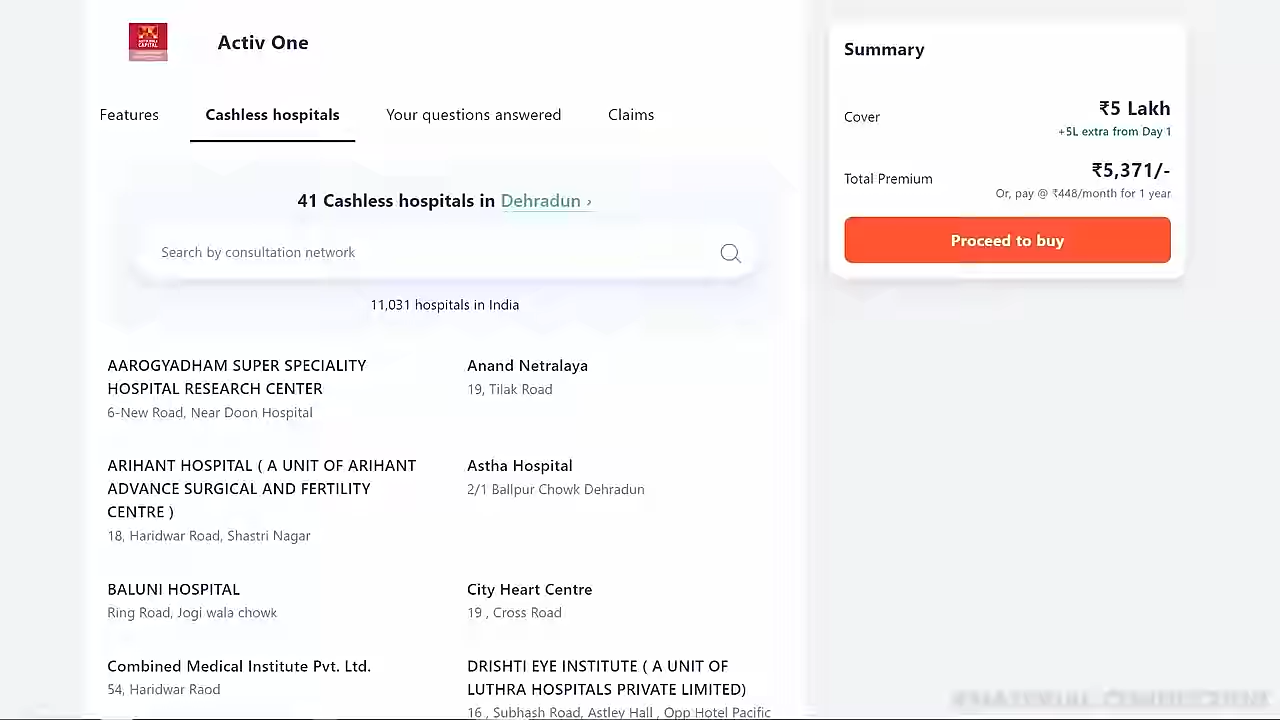 Activ One
Features
Cashless hospitals
Your questions answered
Claims
41 Cashless hospitals in Dehradun ›
Search by consultation network
11,031 hospitals in India
AAROGYADHAM SUPER SPECIALITY
HOSPITAL RESEARCH CENTER
6-New Road, Near Doon Hospital
Anand Netralaya
19, Tilak Road
ARIHANT HOSPITAL ( A UNIT OF ARIHANT
ADVANCE SURGICAL AND FERTILITY
CENTRE )
18, Haridwar Road, Shastri Nagar
Astha Hospital
2/1 Ballpur Chowk Dehradun
BALUNI HOSPITAL
Ring Road, Jogi wala chowk
City Heart Centre
19 , Cross Road
Combined Medical Institute Pvt. Ltd.
54, Haridwar Raod
DRISHTI EYE INSTITUTE ( A UNIT OF
LUTHRA HOSPITALS PRIVATE LIMITED)
16 , Subhash Road, Astley Hall , Opp Hotel Pacific
Summary
Cover
₹5 Lakh
+5L extra from Day 1
Total Premium
₹5,371/-
Or, pay @ ₹448/month for 1 year
Proceed to buy